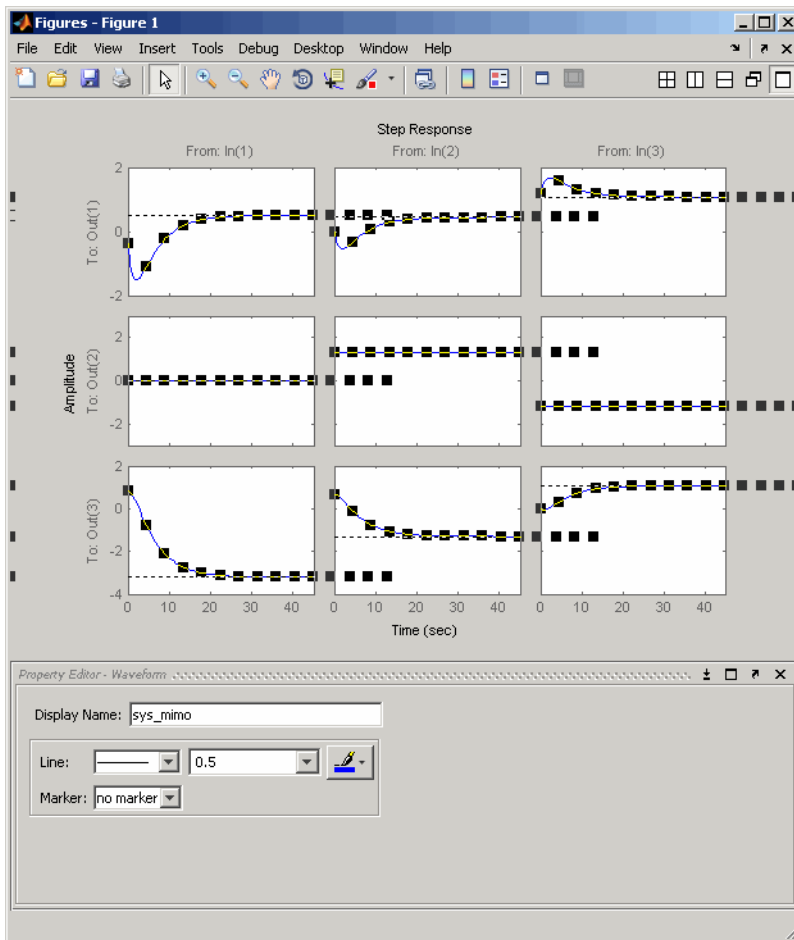 Figures - Figure 1
File Edit View Insert Tools Debug Desktop Window Help
Step Response
From: In(1) From: In(2) From: In(3)
To: Out(1)
2
0
-2
Amplitude
To: Out(2)
2
0
-2
To: Out(3)
2
0
-2
-4
0 10 20 30 40 0 10 20 30 40 0 10 20 30 40
Time (sec)
Property Editor - Waveform
Display Name: sys_mimo
Line: 0.5
Marker: no marker